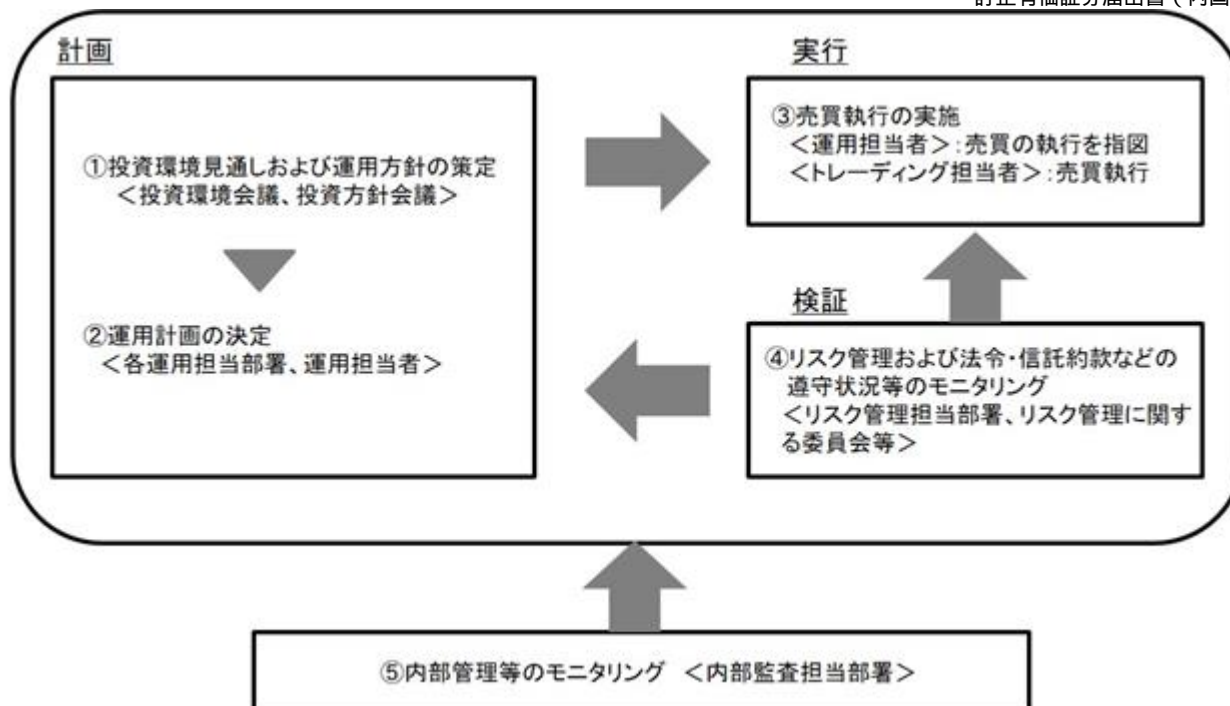 計画
①投資環境見通しおよび運用方針の策定
＜投資環境会議、投資方針会議＞
②運用計画の決定
＜各運用担当部署、運用担当者＞
実行
③売買執行の実施
＜運用担当者＞：売買の執行を指図
＜トレーディング担当者＞：売買執行
検証
④リスク管理および法令・信託約款などの
遵守状況等のモニタリング
＜リスク管理担当部署、リスク管理に関す
る委員会等＞
⑤内部管理等のモニタリング ＜内部監査担当部署＞